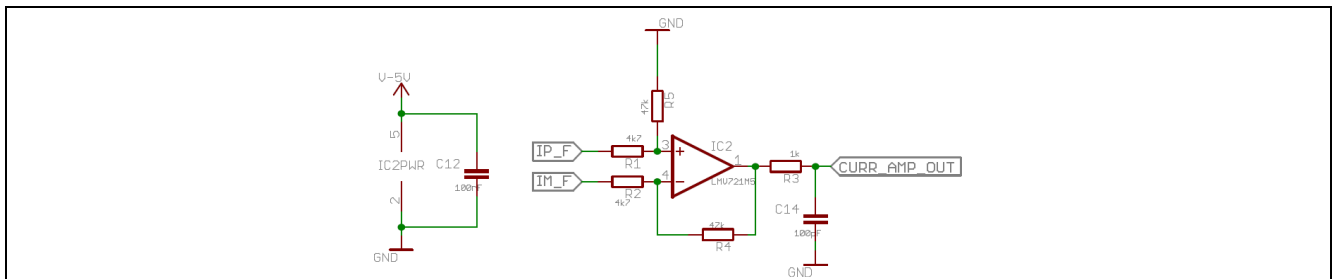 GND
V-5V
5
IC2PWR
2
C12
100nF
GND
47k
R5
IP_F
4k7
R1
IM_F
R2
4k7
3
4
IC2
1
LMV721M5
47k
R4
1k
R3
CURR_AMP_OUT
C14
100pF
GND